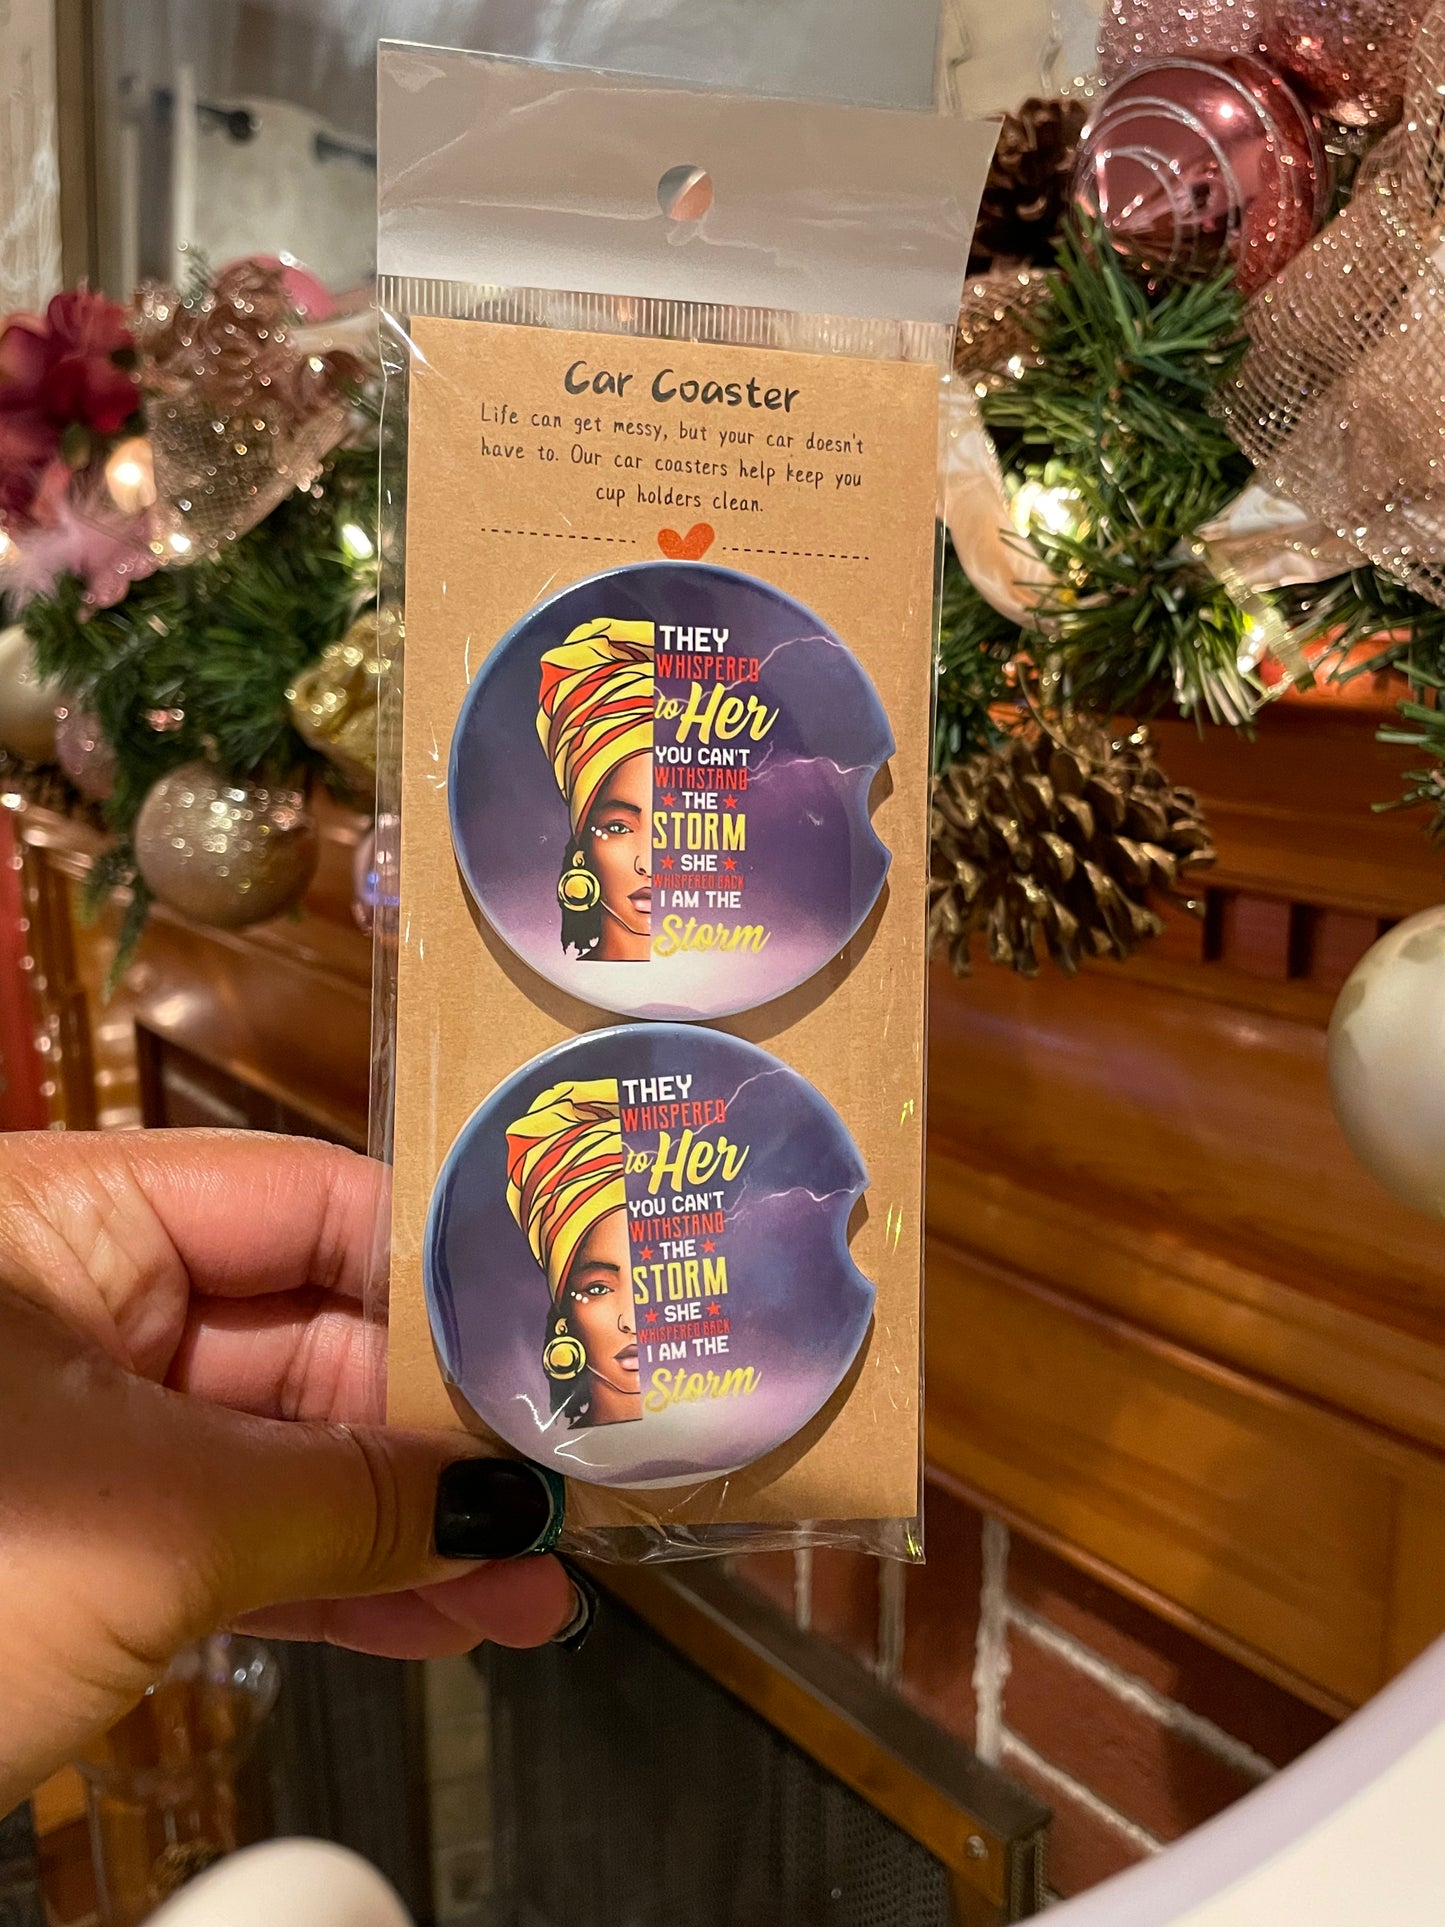 Car Coaster
Life can get messy, but your car doesn't
have to. Our car coasters help keep you
cup holders clean.
THEY
WHISPERED
to Her
YOU CAN'T
WITHSTAND
THE
STORM
SHE
WHISPERED BACK
I AM THE
Storm
THEY
WHISPERED
to Her
YOU CAN'T
WITHSTAND
THE
STORM
SHE
WHISPERED BACK
I AM THE
Storm